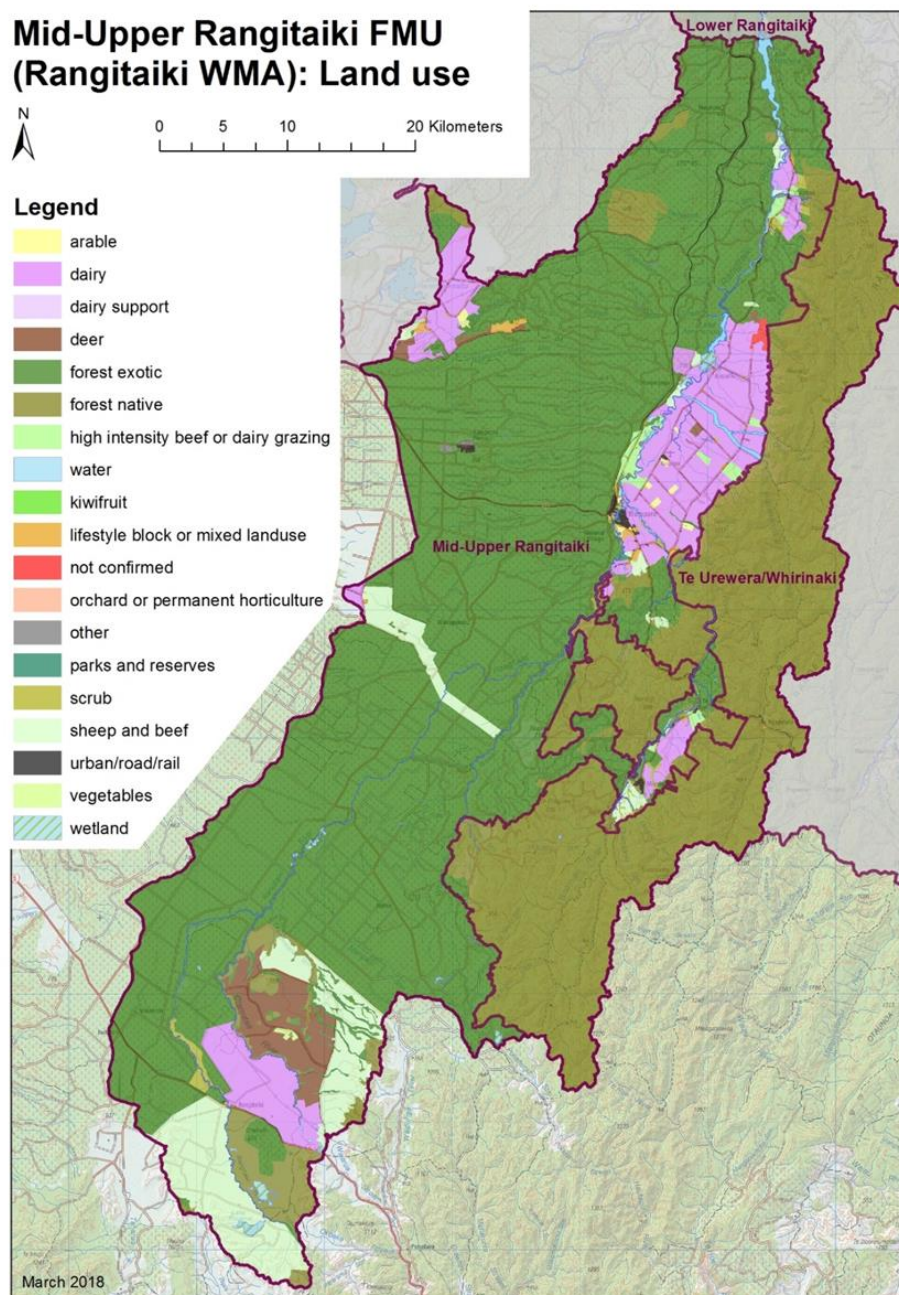 Mid-Upper Rangitaiki FMU
(Rangitaiki WMA): Land use
Lower Rangitaiki
N
0 5 10 20 Kilometers
Legend
arable
dairy
dairy support
deer
forest exotic
forest native
high intensity beef or dairy grazing
water
kiwifruit
lifestyle block or mixed landuse
not confirmed
orchard or permanent horticulture
other
parks and reserves
scrub
sheep and beef
urban/road/rail
vegetables
wetland
Mid-Upper Rangitaiki
Te Urewera/Whirinaki
March 2018